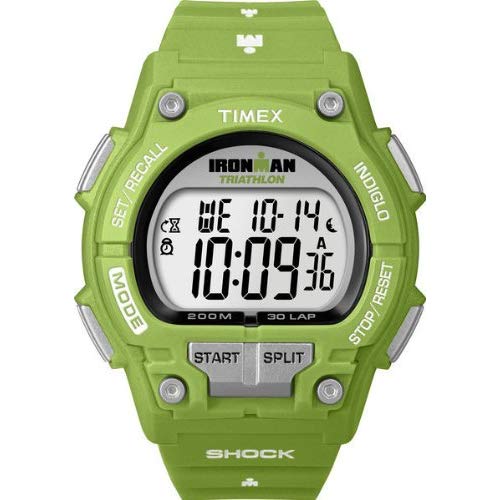 TIMEX
SET/RECALL
INDIGLO
IRONMAN
TRIATHLON
WE 10-14
A
10:09 36
MODE
STOP/RESET
200M 30 LAP
START SPLIT
SHOCK